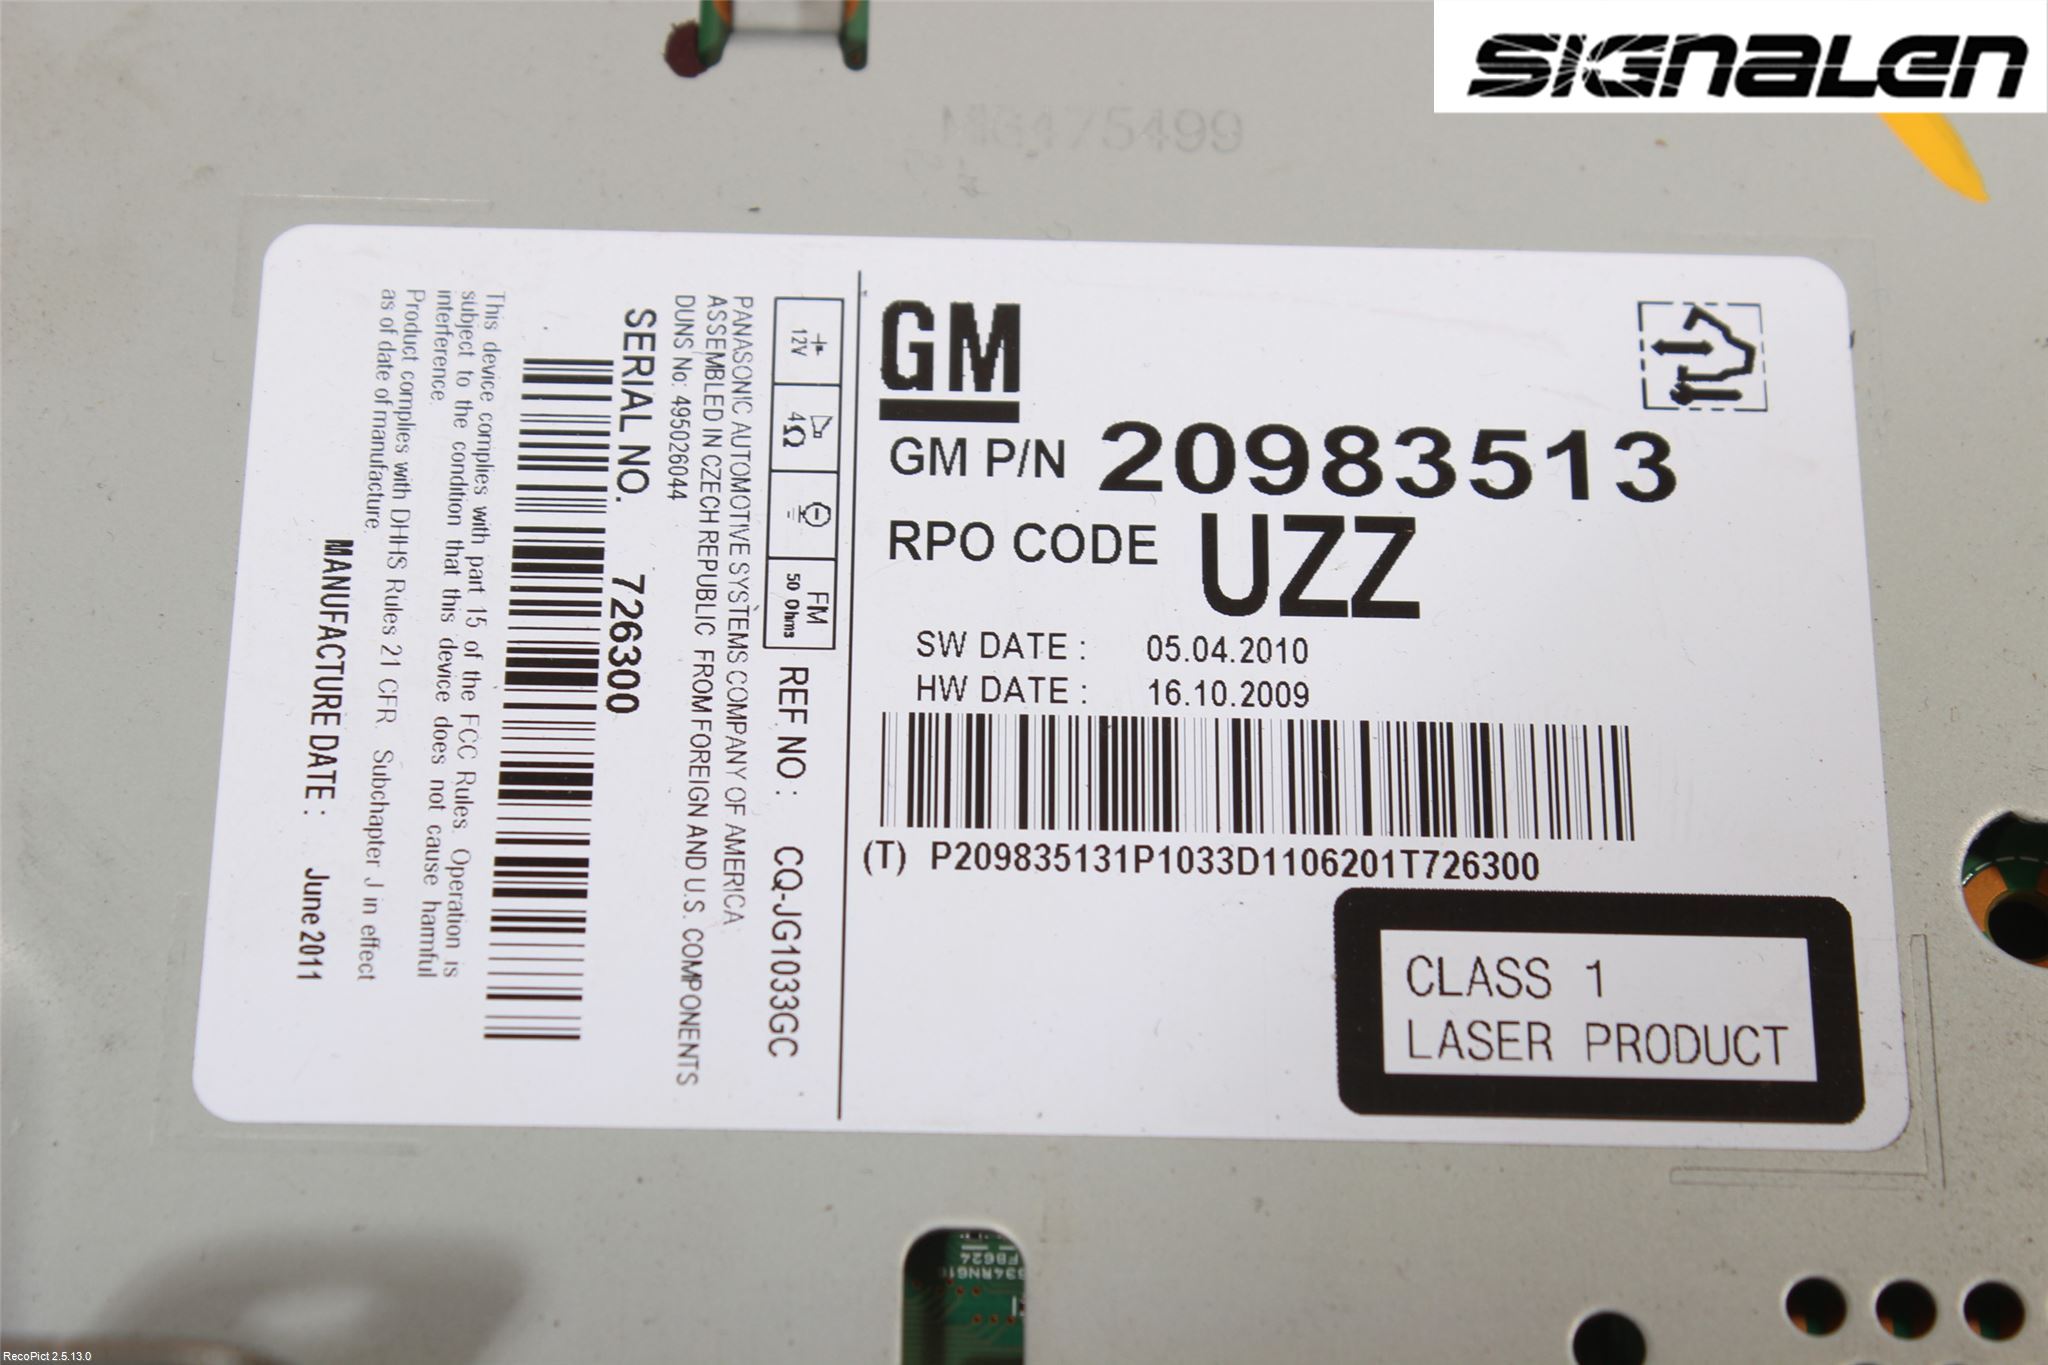 SIGNALEN
GM
GM P/N 20983513
RPO CODE UZZ
SW DATE : 05.04.2010
HW DATE : 16.10.2009
(T) P209835131P1033D1106201T726300
CLASS 1
LASER PRODUCT
12V
4Ω
FM
50 Ohms
REF NO : CQ-JG1033GC
PANASONIC AUTOMOTIVE SYSTEMS COMPANY OF AMERICA
ASSEMBLED IN CZECH REPUBLIC FROM FOREIGN AND U.S. COMPONENTS
DUNS No: 495026044
SERIAL NO. 726300
This device complies with part 15 of the FCC Rules. Operation is
subject to the condition that this device does not cause harmful
interference.
Product complies with DHHS Rules 21 CFR. Subchapter J in effect
as of date of manufacture.
MANUFACTURE DATE : June 2011
FB624
RecoPict 2.5.13.0